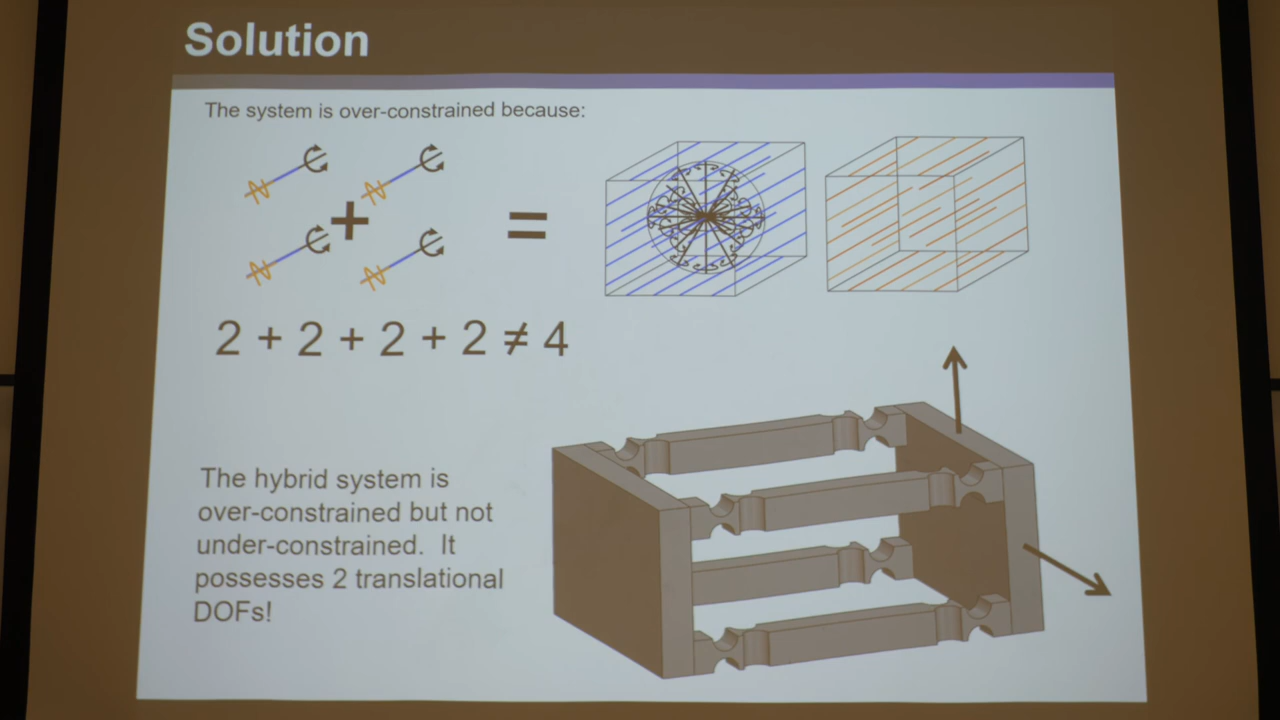 Solution
The system is over-constrained because:
+
=
2 + 2 + 2 + 2 ≠ 4
The hybrid system is
over-constrained but not
under-constrained. It
possesses 2 translational
DOFs!